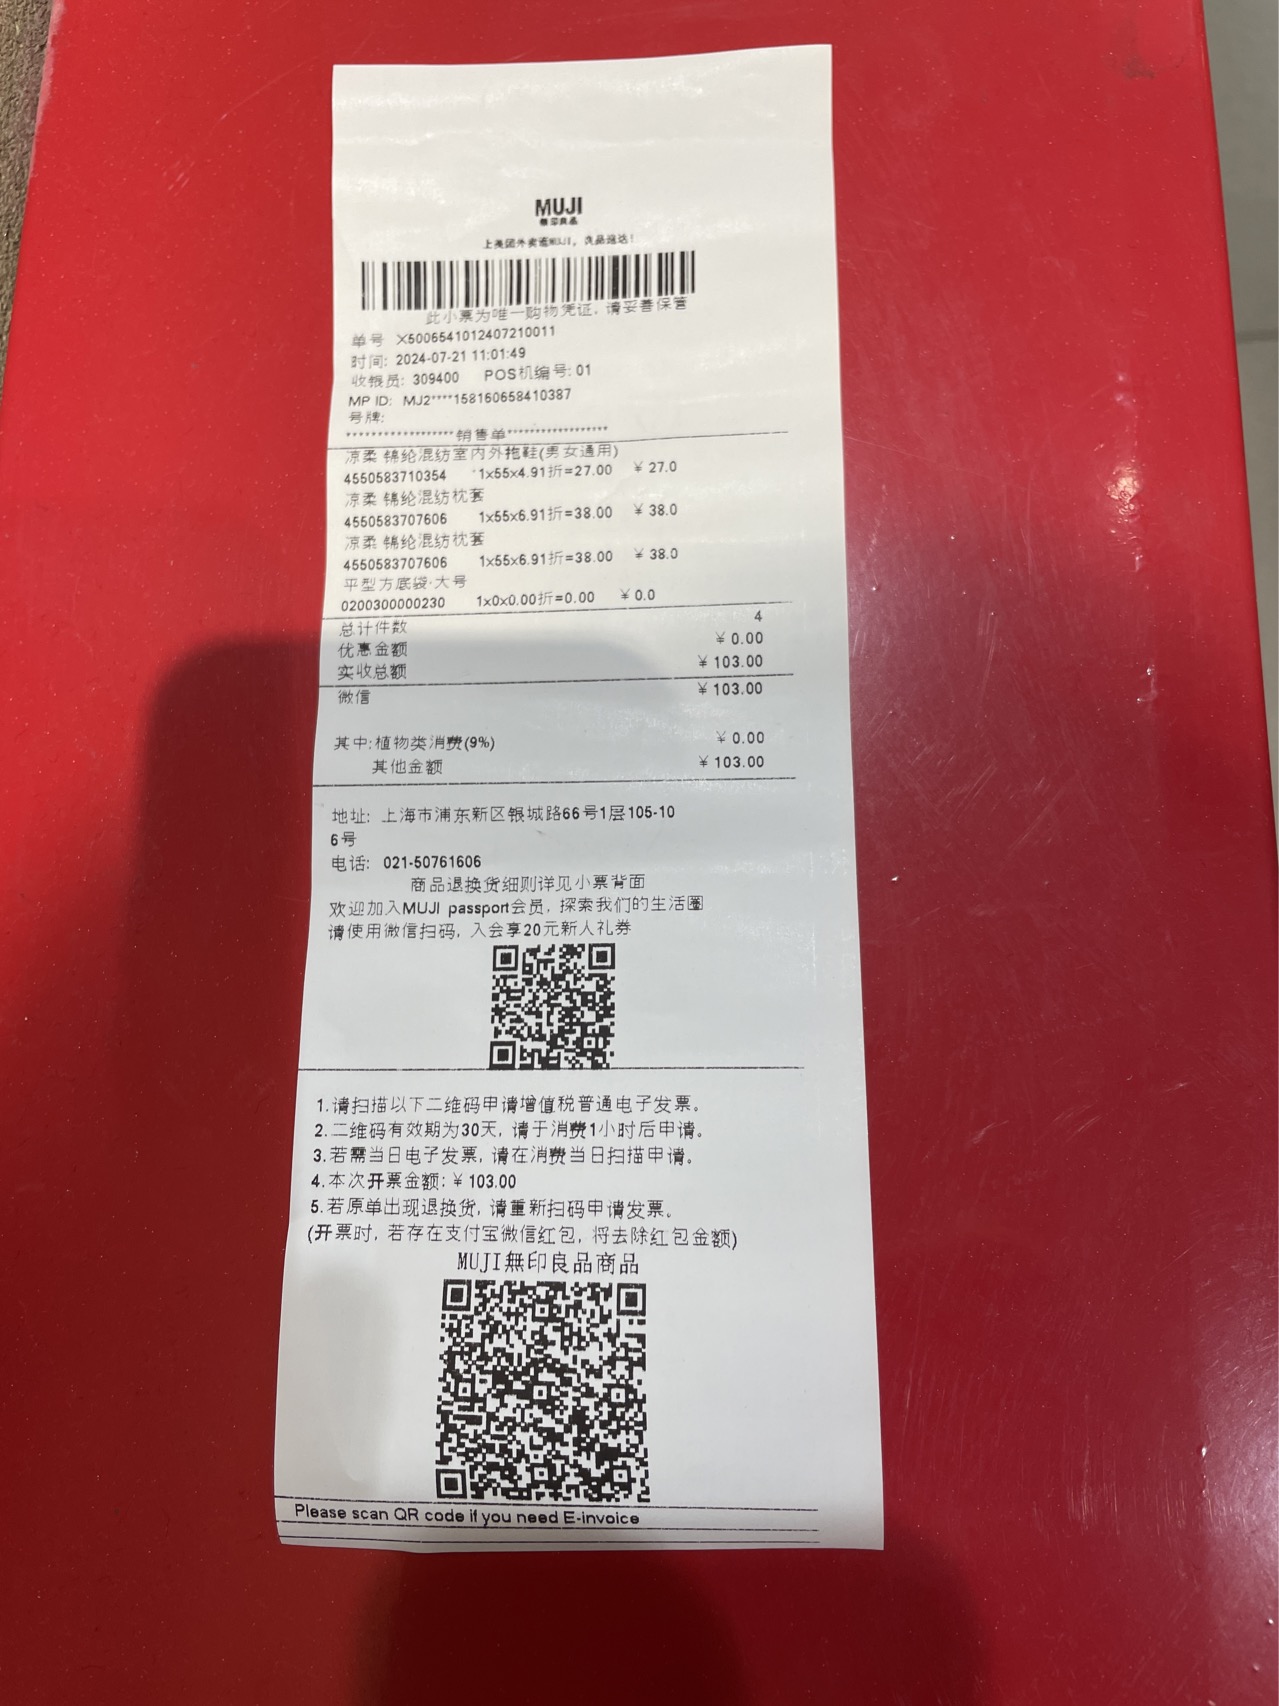 MUJI
無印良品
上美团外卖逛MUJI，良品速达！
此小票为唯一购物凭证，请妥善保管
单号 X5006541012407210011
时间: 2024-07-21 11:01:49
收银员: 309400 POS机编号: 01
MP ID: MJ2****158160658410387
号牌:
******************销售单******************
凉柔 锦纶混纺室内外拖鞋(男女通用)
4550583710354 1x55x4.91折=27.00 ￥27.0
凉柔 锦纶混纺枕套
4550583707606 1x55x6.91折=38.00 ￥38.0
凉柔 锦纶混纺枕套
4550583707606 1x55x6.91折=38.00 ￥38.0
平型方底袋·大号
0200300000230 1x0x0.00折=0.00 ￥0.0
总计件数 4
优惠金额 ￥0.00
实收总额 ￥103.00
微信 ￥103.00
其中:植物类消费(9%) ￥0.00
其他金额 ￥103.00
地址: 上海市浦东新区银城路66号1层105-10
6号
电话: 021-50761606
商品退换货细则详见小票背面
欢迎加入MUJI passport会员, 探索我们的生活圈
请使用微信扫码, 入会享20元新人礼券
1.请扫描以下二维码申请增值税普通电子发票。
2.二维码有效期为30天, 请于消费1小时后申请。
3.若需当日电子发票, 请在消费当日扫描申请。
4.本次开票金额: ￥103.00
5.若原单出现退换货, 请重新扫码申请发票。
(开票时, 若存在支付宝微信红包, 将去除红包金额)
MUJI無印良品商品
Please scan QR code if you need E-invoice